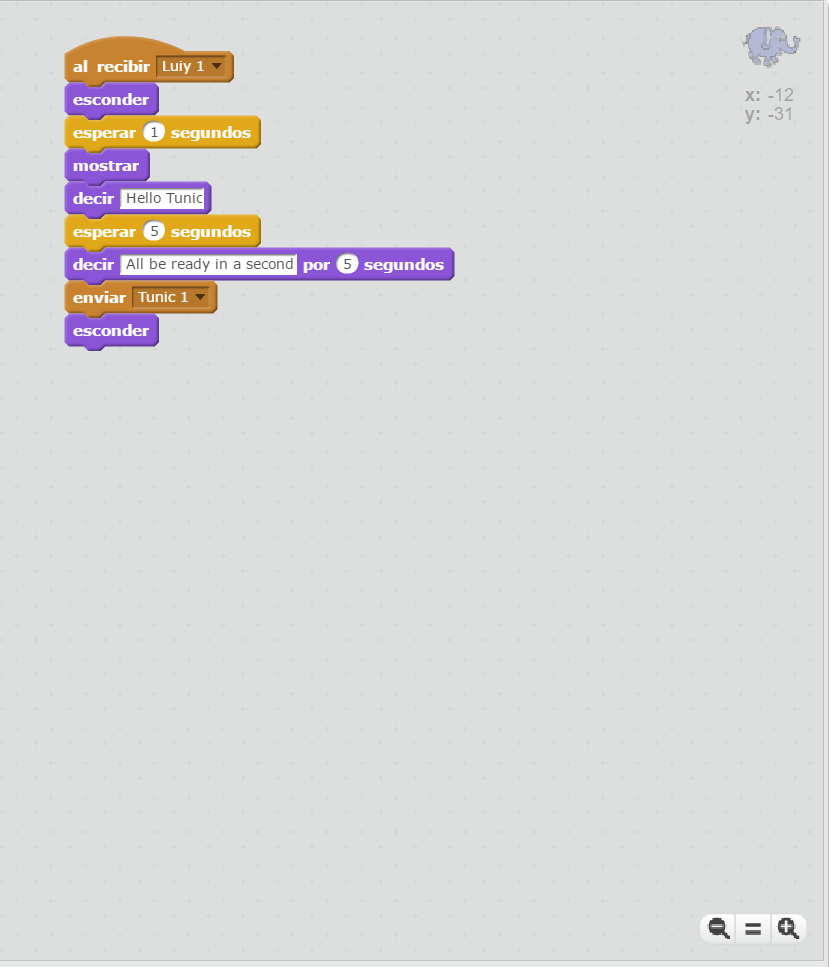 al recibir Luiy 1
esconder
esperar 1 segundos
mostrar
decir Hello Tunic
esperar 5 segundos
decir All be ready in a second por 5 segundos
enviar Tunic 1
esconder
x: -12
y: -31